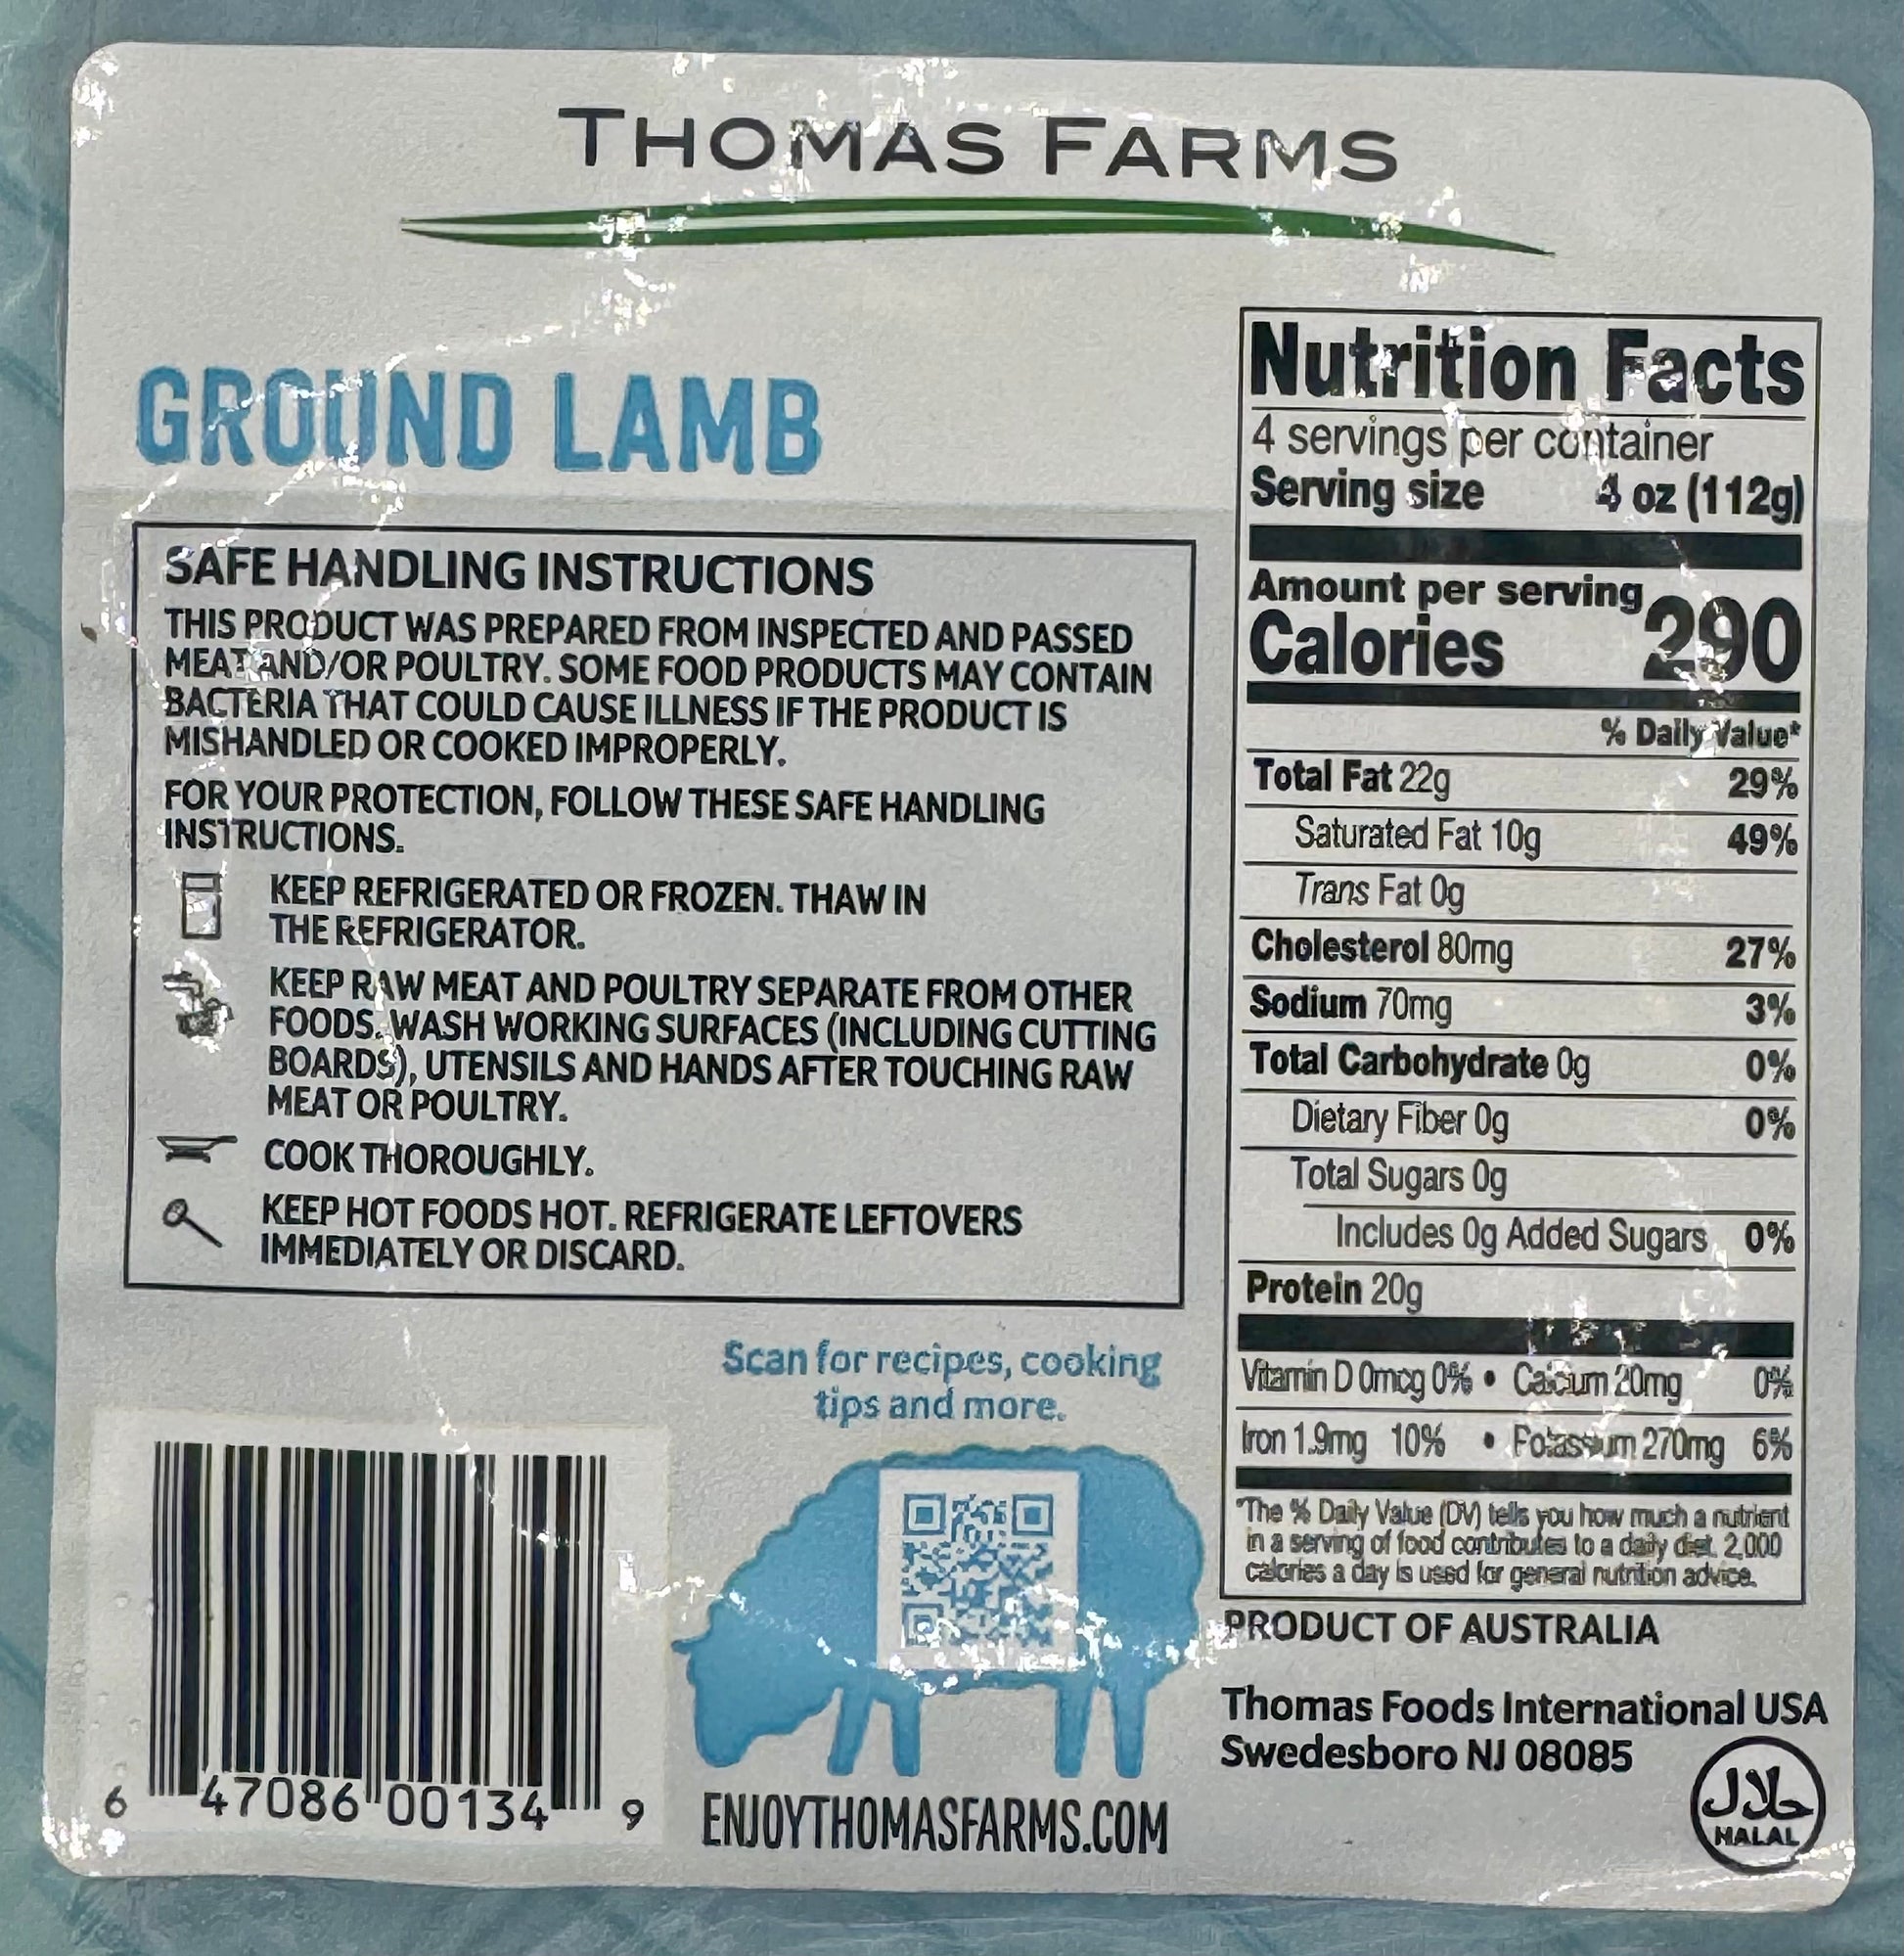 THOMAS FARMS
GROUND LAMB
SAFE HANDLING INSTRUCTIONS
THIS PRODUCT WAS PREPARED FROM INSPECTED AND PASSED
MEAT AND/OR POULTRY. SOME FOOD PRODUCTS MAY CONTAIN
BACTERIA THAT COULD CAUSE ILLNESS IF THE PRODUCT IS
MISHANDLED OR COOKED IMPROPERLY.
FOR YOUR PROTECTION, FOLLOW THESE SAFE HANDLING
INSTRUCTIONS.
KEEP REFRIGERATED OR FROZEN. THAW IN
THE REFRIGERATOR.
KEEP RAW MEAT AND POULTRY SEPARATE FROM OTHER
FOODS. WASH WORKING SURFACES (INCLUDING CUTTING
BOARDS), UTENSILS AND HANDS AFTER TOUCHING RAW
MEAT OR POULTRY.
COOK THOROUGHLY.
KEEP HOT FOODS HOT. REFRIGERATE LEFTOVERS
IMMEDIATELY OR DISCARD.
Scan for recipes, cooking
tips and more.
6 47086 00134 9
ENJOYTHOMASFARMS.COM
Nutrition Facts
4 servings per container
Serving size 4 oz (112g)
Amount per serving
Calories 290
% Daily Value*
Total Fat 22g 29%
Saturated Fat 10g 49%
Trans Fat 0g
Cholesterol 80mg 27%
Sodium 70mg 3%
Total Carbohydrate 0g 0%
Dietary Fiber 0g 0%
Total Sugars 0g
Includes 0g Added Sugars 0%
Protein 20g
Vitamin D 0mcg 0% • Calcium 20mg 0%
Iron 1.9mg 10% • Potassium 270mg 6%
*The % Daily Value (DV) tells you how much a nutrient
in a serving of food contributes to a daily diet. 2,000
calories a day is used for general nutrition advice.
PRODUCT OF AUSTRALIA
Thomas Foods International USA
Swedesboro NJ 08085
حلال
HALAL